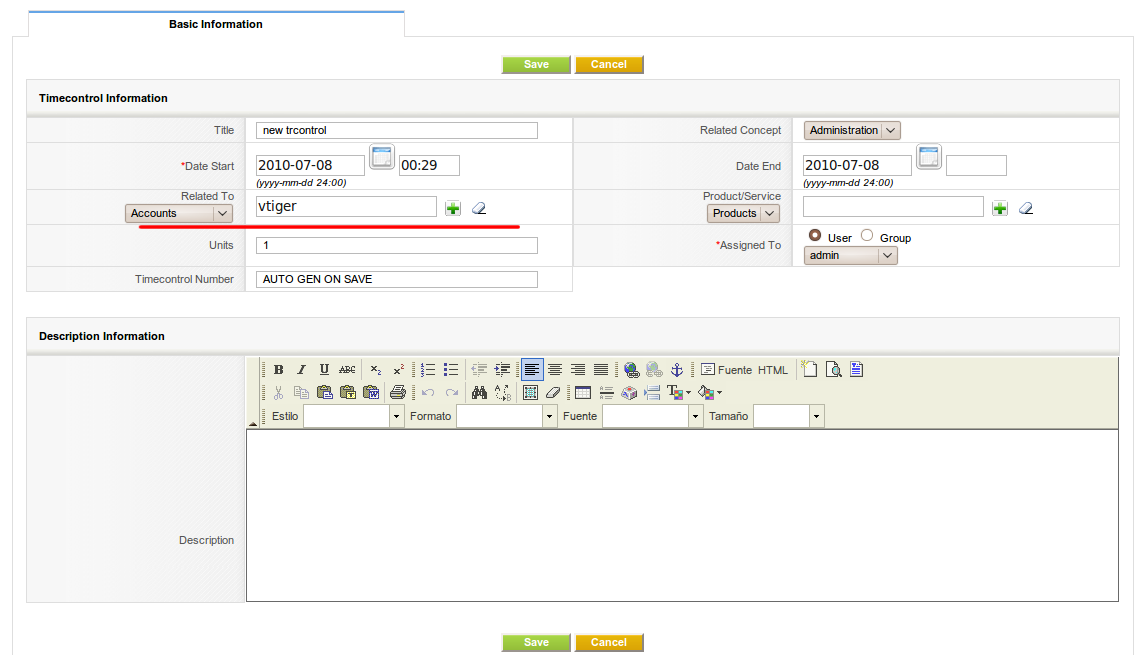 Basic Information
Save Cancel
Timecontrol Information
Title new trcontrol Related Concept Administration
*Date Start 2010-07-08 00:29 Date End 2010-07-08
(yyyy-mm-dd 24:00) (yyyy-mm-dd 24:00)
Related To Product/Service
Accounts vtiger Products
Units 1 *Assigned To User Group
admin
Timecontrol Number AUTO GEN ON SAVE
Description Information
B I U ABC Fuente HTML
Estilo Formato Fuente Tamaño
Description
Save Cancel